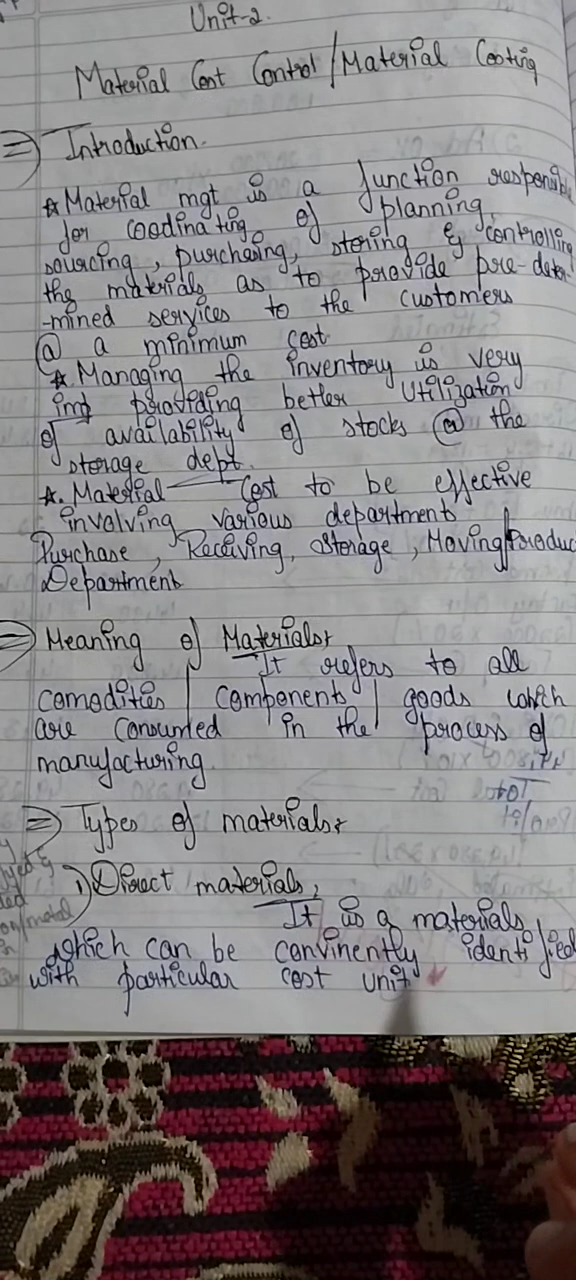 Unit-2.
Material Cost Control / Material Costing
=> Introduction.
* Material mgt is a function responsible
for coodinating of planning,
sourcing, purchasing, storing & controlling
the materials as to provide pre-deter
-mined services to the customers
@ a minimum cost
* Managing the inventory is very
imp providing better utilization
of availability of stocks @ the
storage dept.
*. Material Cost to be effective
involving various department
Purchase, Receiving, Storage, Moving/Produc
Department
=> Meaning of Materials:
It refers to all
comodities / components / goods which
are consumed in the process of
manufacturing.
=> Types of materials:
1) Direct materials:
It is a materials
which can be convinently identified
with particular cost unit